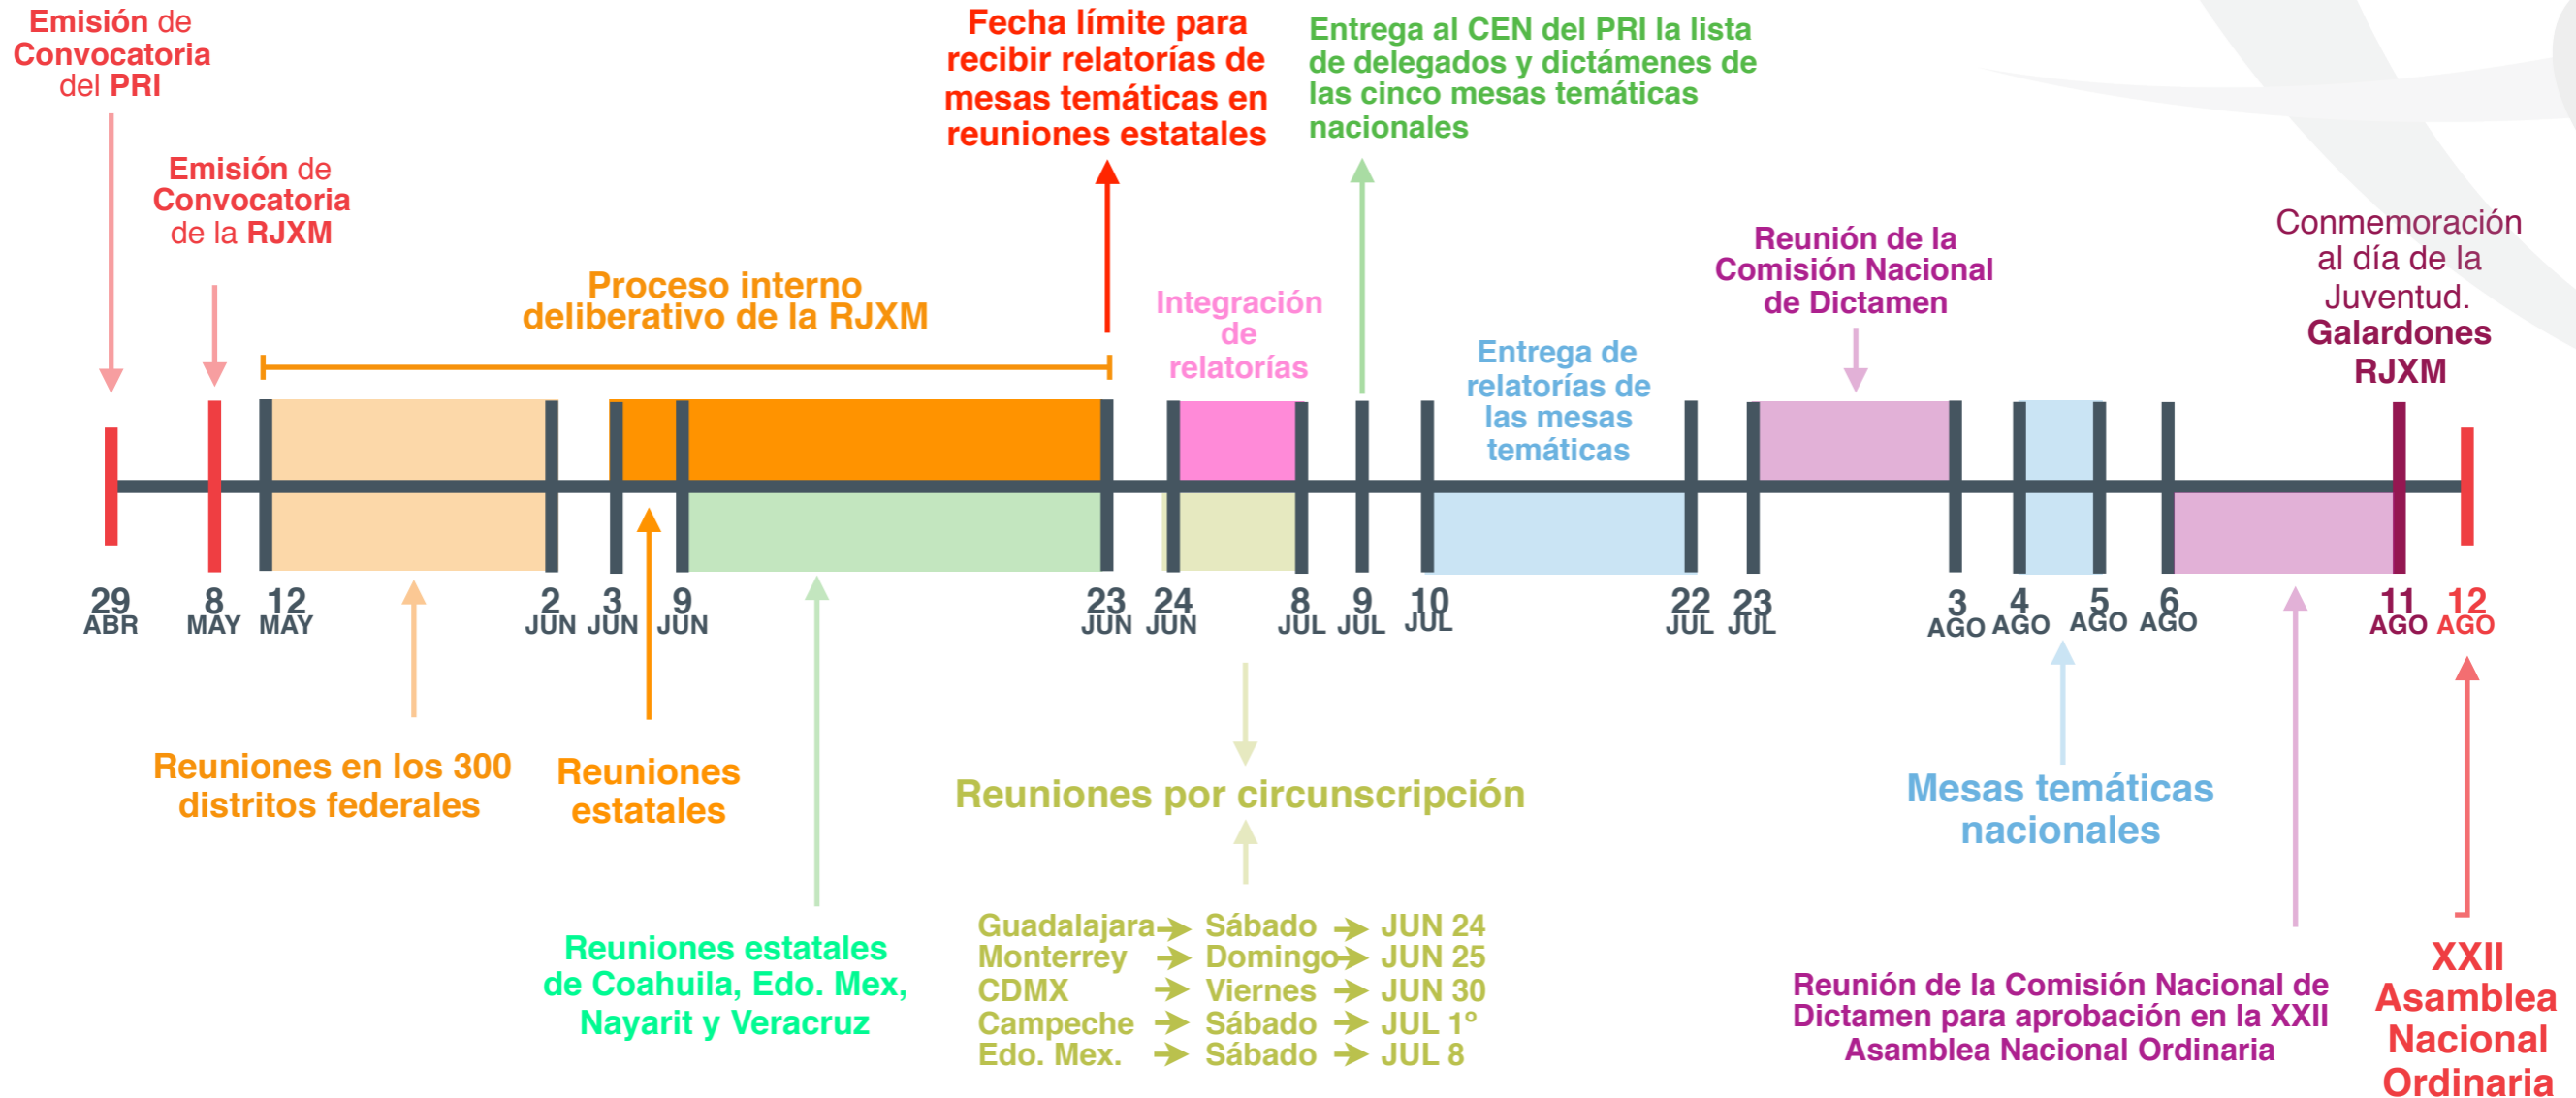 Emisión de
Convocatoria
del PRI
Emisión de
Convocatoria
de la RJXM
Proceso interno
deliberativo de la RJXM
Fecha límite para
recibir relatorías de
mesas temáticas en
reuniones estatales
Entrega al CEN del PRI la lista
de delegados y dictámenes de
las cinco mesas temáticas
nacionales
Integración
de
relatorías
Entrega de
relatorías de
las mesas
temáticas
Reunión de la
Comisión Nacional
de Dictamen
Conmemoración
al día de la
Juventud.
Galardones
RJXM
29 8 12 2 3 9 23 24 8 9 10 22 23 3 4 5 6 11 12
ABR MAY MAY JUN JUN JUN JUN JUN JUL JUL JUL JUL JUL AGO AGO AGO AGO AGO AGO
Reuniones en los 300
distritos federales
Reuniones
estatales
Reuniones estatales
de Coahuila, Edo. Mex,
Nayarit y Veracruz
Reuniones por circunscripción
Guadalajara Sábado JUN 24
Monterrey Domingo JUN 25
CDMX Viernes JUN 30
Campeche Sábado JUL 1º
Edo. Mex. Sábado JUL 8
Mesas temáticas
nacionales
Reunión de la Comisión Nacional de
Dictamen para aprobación en la XXII
Asamblea Nacional Ordinaria
XXII
Asamblea
Nacional
Ordinaria